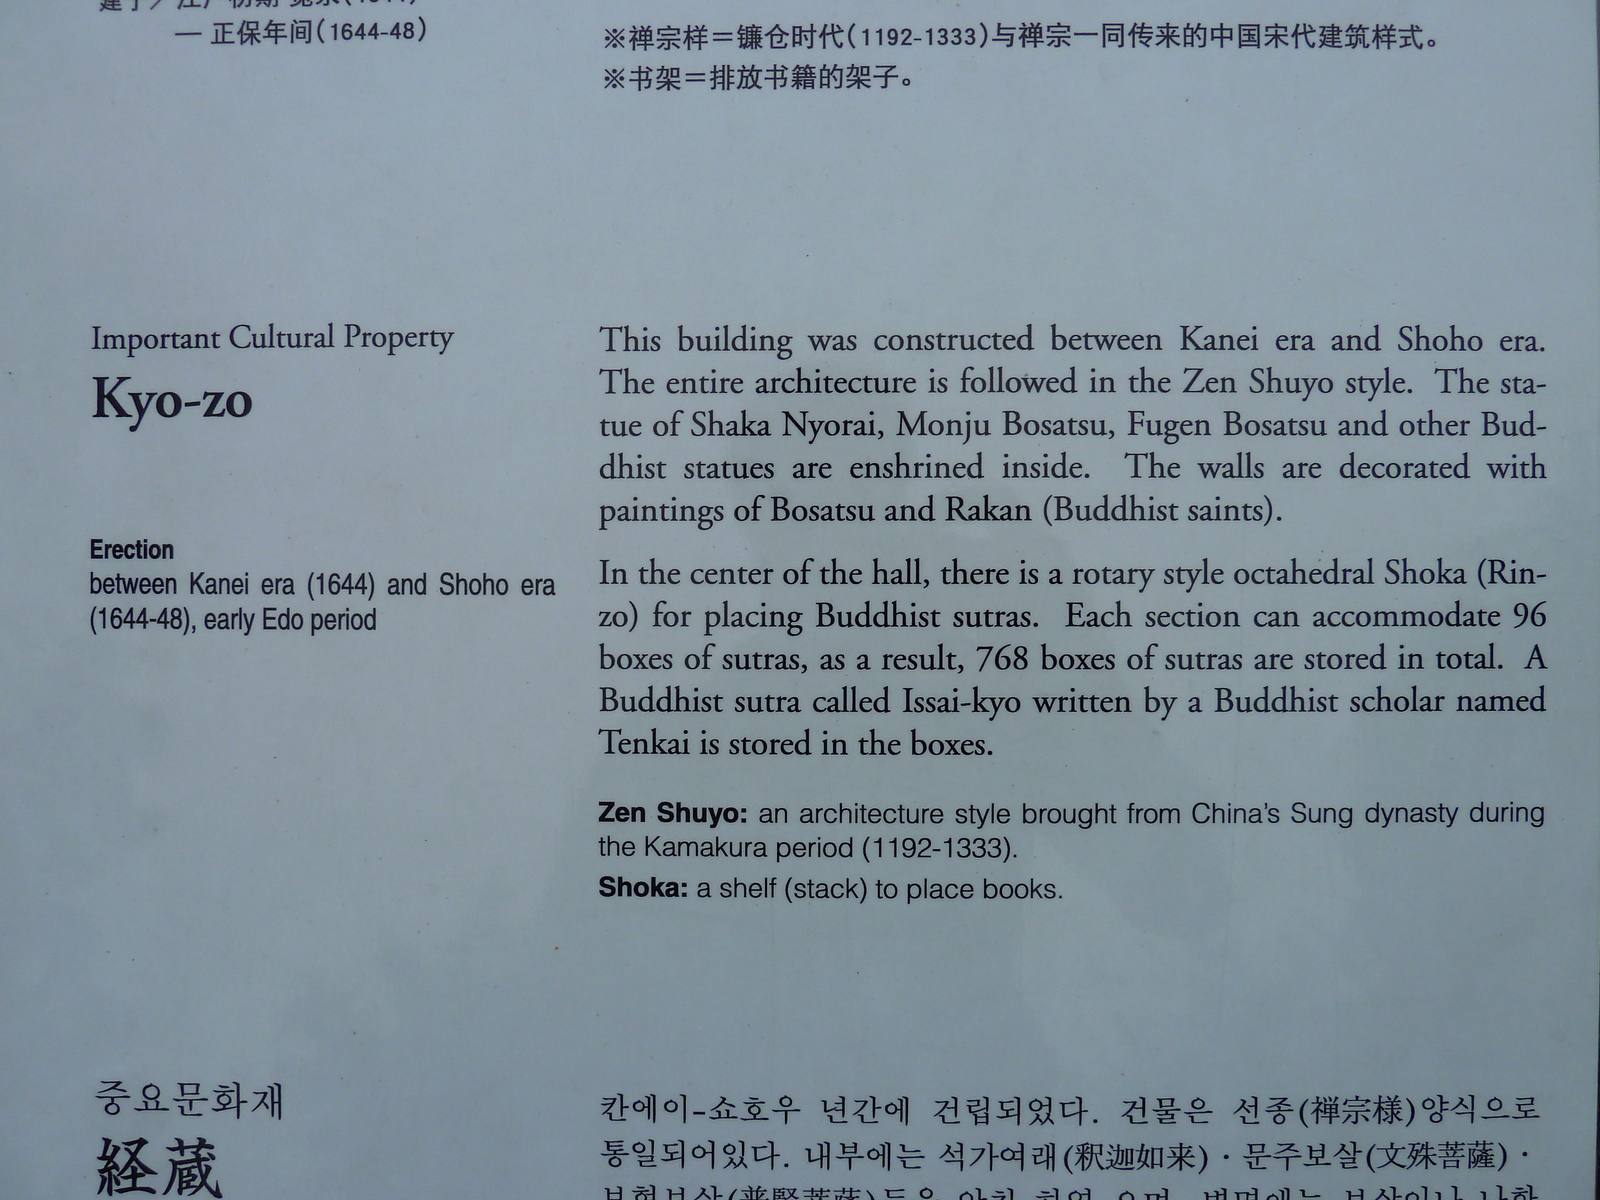 — 正保年间(1644-48)
※禅宗样＝镰仓时代(1192-1333)与禅宗一同传来的中国宋代建筑样式。
※书架＝排放书籍的架子。
Important Cultural Property
Kyo-zo
Erection
between Kanei era (1644) and Shoho era
(1644-48), early Edo period
This building was constructed between Kanei era and Shoho era.
The entire architecture is followed in the Zen Shuyo style. The sta-
tue of Shaka Nyorai, Monju Bosatsu, Fugen Bosatsu and other Bud-
dhist statues are enshrined inside. The walls are decorated with
paintings of Bosatsu and Rakan (Buddhist saints).
In the center of the hall, there is a rotary style octahedral Shoka (Rin-
zo) for placing Buddhist sutras. Each section can accommodate 96
boxes of sutras, as a result, 768 boxes of sutras are stored in total. A
Buddhist sutra called Issai-kyo written by a Buddhist scholar named
Tenkai is stored in the boxes.
Zen Shuyo: an architecture style brought from China's Sung dynasty during
the Kamakura period (1192-1333).
Shoka: a shelf (stack) to place books.
중요문화재
経蔵
칸에이-쇼호우 년간에 건립되었다. 건물은 선종(禅宗様)양식으로
통일되어있다. 내부에는 석가여래(釈迦如来)·문주보살(文殊菩薩)·